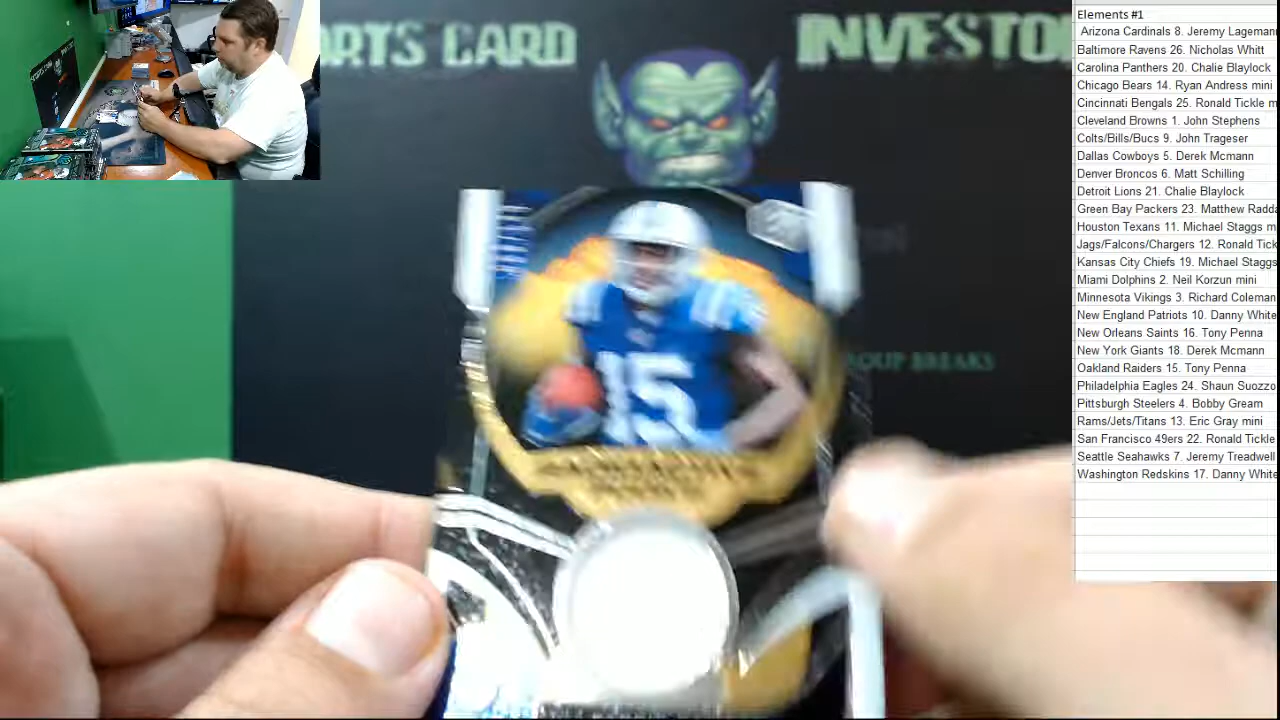 ORTS CARD INVESTO
ROUP BREAKS
15
Elements #1
Arizona Cardinals 8. Jeremy Lageman
Baltimore Ravens 26. Nicholas Whitt
Carolina Panthers 20. Chalie Blaylock
Chicago Bears 14. Ryan Andress mini
Cincinnati Bengals 25. Ronald Tickle m
Cleveland Browns 1. John Stephens
Colts/Bills/Bucs 9. John Trageser
Dallas Cowboys 5. Derek Mcmann
Denver Broncos 6. Matt Schilling
Detroit Lions 21. Chalie Blaylock
Green Bay Packers 23. Matthew Radda
Houston Texans 11. Michael Staggs m
Jags/Falcons/Chargers 12. Ronald Tick
Kansas City Chiefs 19. Michael Staggs
Miami Dolphins 2. Neil Korzun mini
Minnesota Vikings 3. Richard Coleman
New England Patriots 10. Danny White
New Orleans Saints 16. Tony Penna
New York Giants 18. Derek Mcmann
Oakland Raiders 15. Tony Penna
Philadelphia Eagles 24. Shaun Suozzo
Pittsburgh Steelers 4. Bobby Gream
Rams/Jets/Titans 13. Eric Gray mini
San Francisco 49ers 22. Ronald Tickle
Seattle Seahawks 7. Jeremy Treadwell
Washington Redskins 17. Danny White